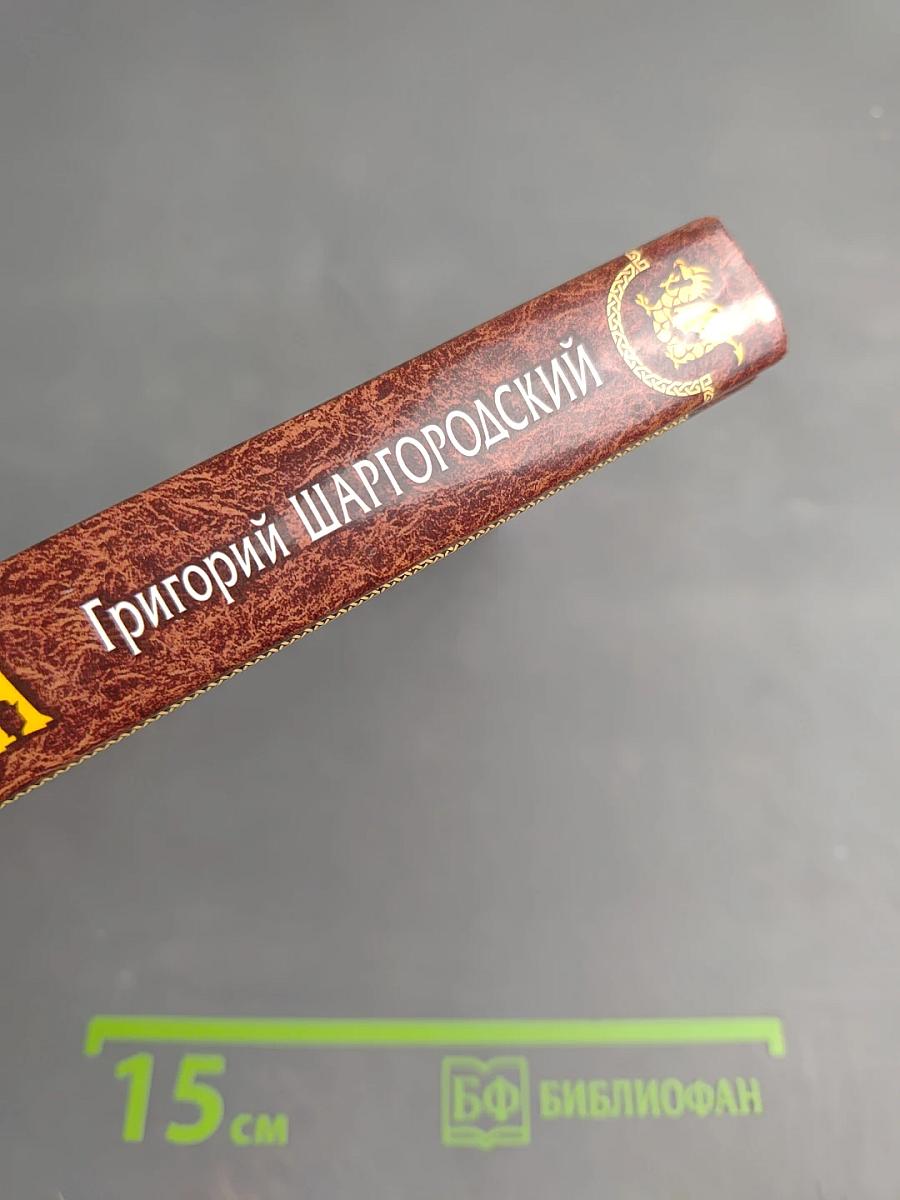 Григорий ШАРГОРОДСКИЙ
15 см
БФ БИБЛИОФАН